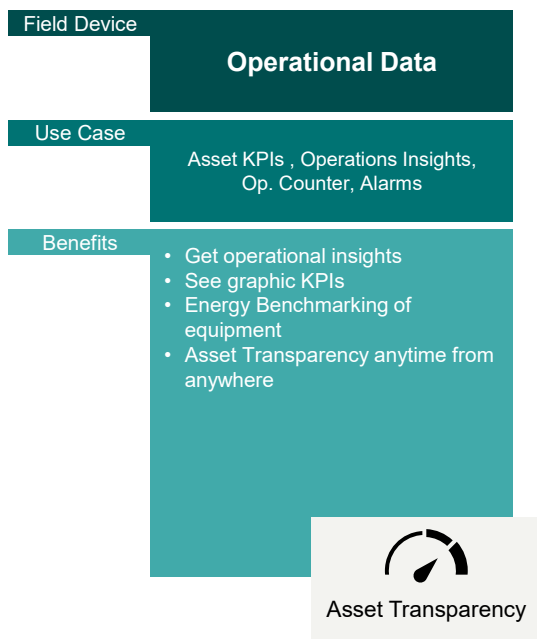 Field Device
Operational Data
Use Case
Asset KPIs , Operations Insights,
Op. Counter, Alarms
Benefits
• Get operational insights
• See graphic KPIs
• Energy Benchmarking of
equipment
• Asset Transparency anytime from
anywhere
Asset Transparency